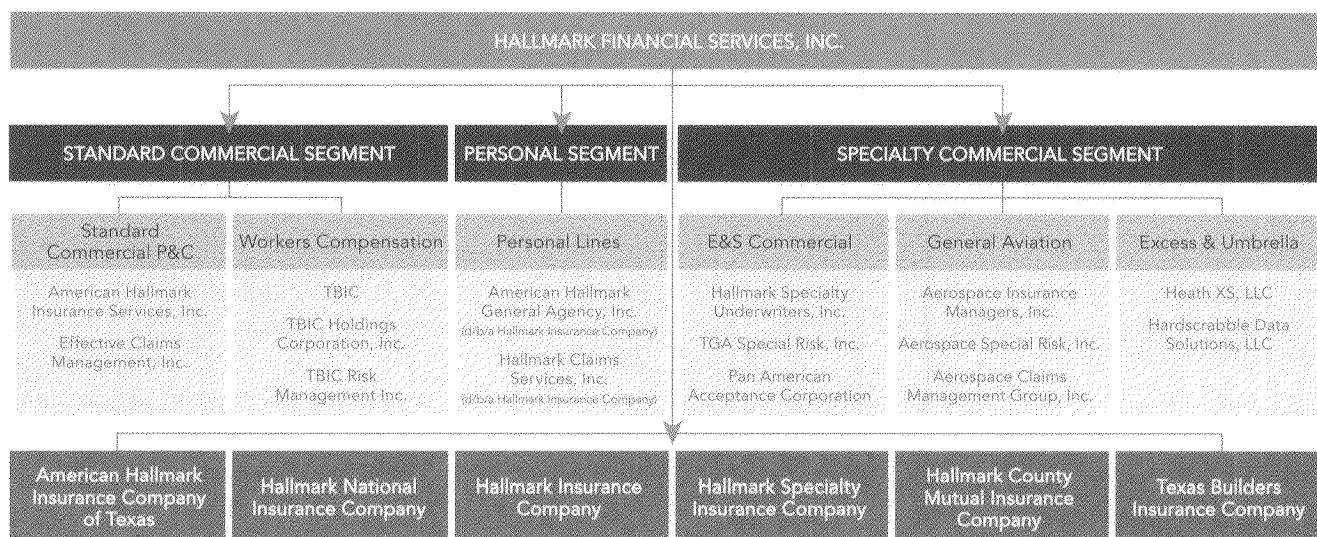 HALLMARK FINANCIAL SERVICES, INC.
STANDARD COMMERCIAL SEGMENT
PERSONAL SEGMENT
SPECIALTY COMMERCIAL SEGMENT
Standard
Commercial P&C
American Hallmark
Insurance Services, Inc.
Effective Claims
Management, Inc.
Workers Compensation
TBIC
TBIC Holdings
Corporation, Inc.
TBIC Risk
Management Inc.
Personal Lines
American Hallmark
General Agency, Inc.
(d/b/a Hallmark Insurance Company)
Hallmark Claims
Services, Inc.
(d/b/a Hallmark Insurance Company)
E&S Commercial
Hallmark Specialty
Underwriters, Inc.
TGA Special Risk, Inc.
Pan American
Acceptance Corporation
General Aviation
Aerospace Insurance
Managers, Inc.
Aerospace Special Risk, Inc.
Aerospace Claims
Management Group, Inc.
Excess & Umbrella
Heath XS, LLC
Hardscrabble Data
Solutions, LLC
American Hallmark
Insurance Company
of Texas
Hallmark National
Insurance Company
Hallmark Insurance
Company
Hallmark Specialty
Insurance Company
Hallmark County
Mutual Insurance
Company
Texas Builders
Insurance Company